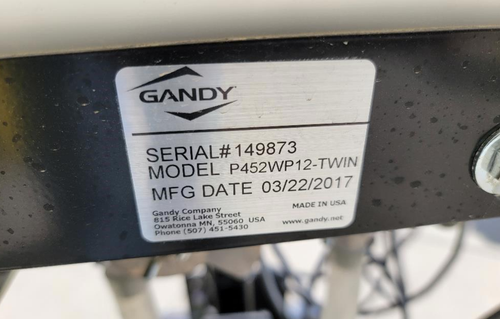 GANDY
SERIAL# 149873
MODEL P452WP12-TWIN
MFG DATE 03/22/2017
MADE IN USA
Gandy Company
815 Rice Lake Street
Owatonna MN, 55060 USA
Phone (507) 451-5430
www.gandy.net